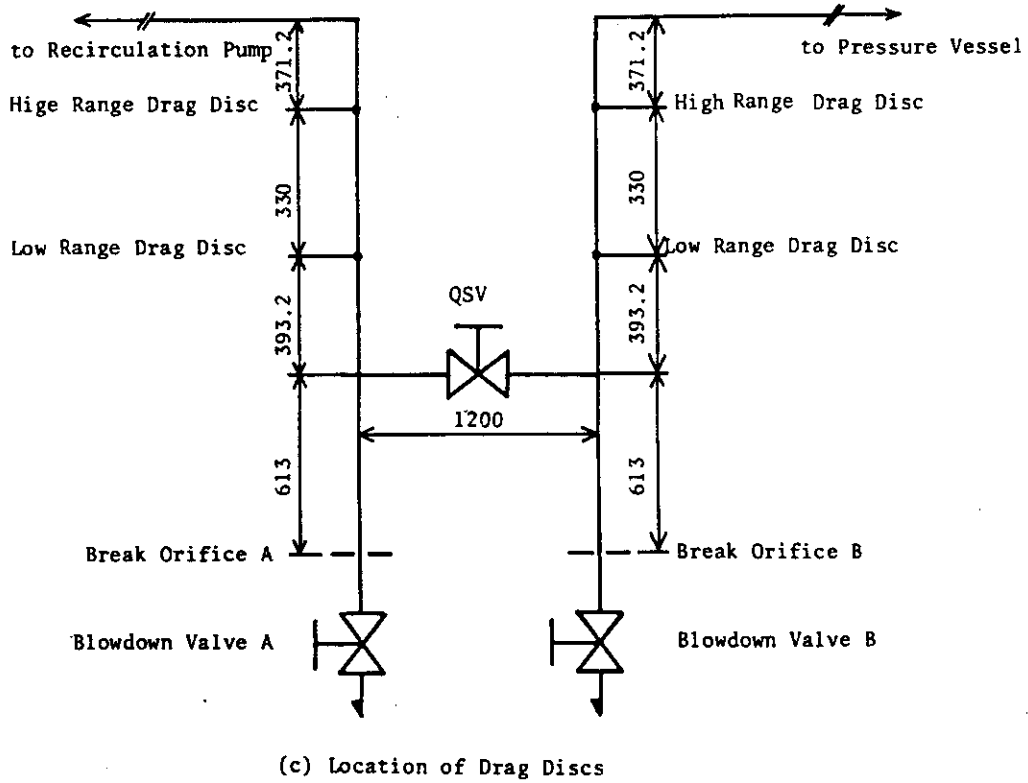 to Recirculation Pump
to Pressure Vessel
371.2
371.2
Hige Range Drag Disc
High Range Drag Disc
330
330
Low Range Drag Disc
Low Range Drag Disc
QSV
393.2
393.2
1200
613
613
Break Orifice A
Break Orifice B
Blowdown Valve A
Blowdown Valve B
(c) Location of Drag Discs